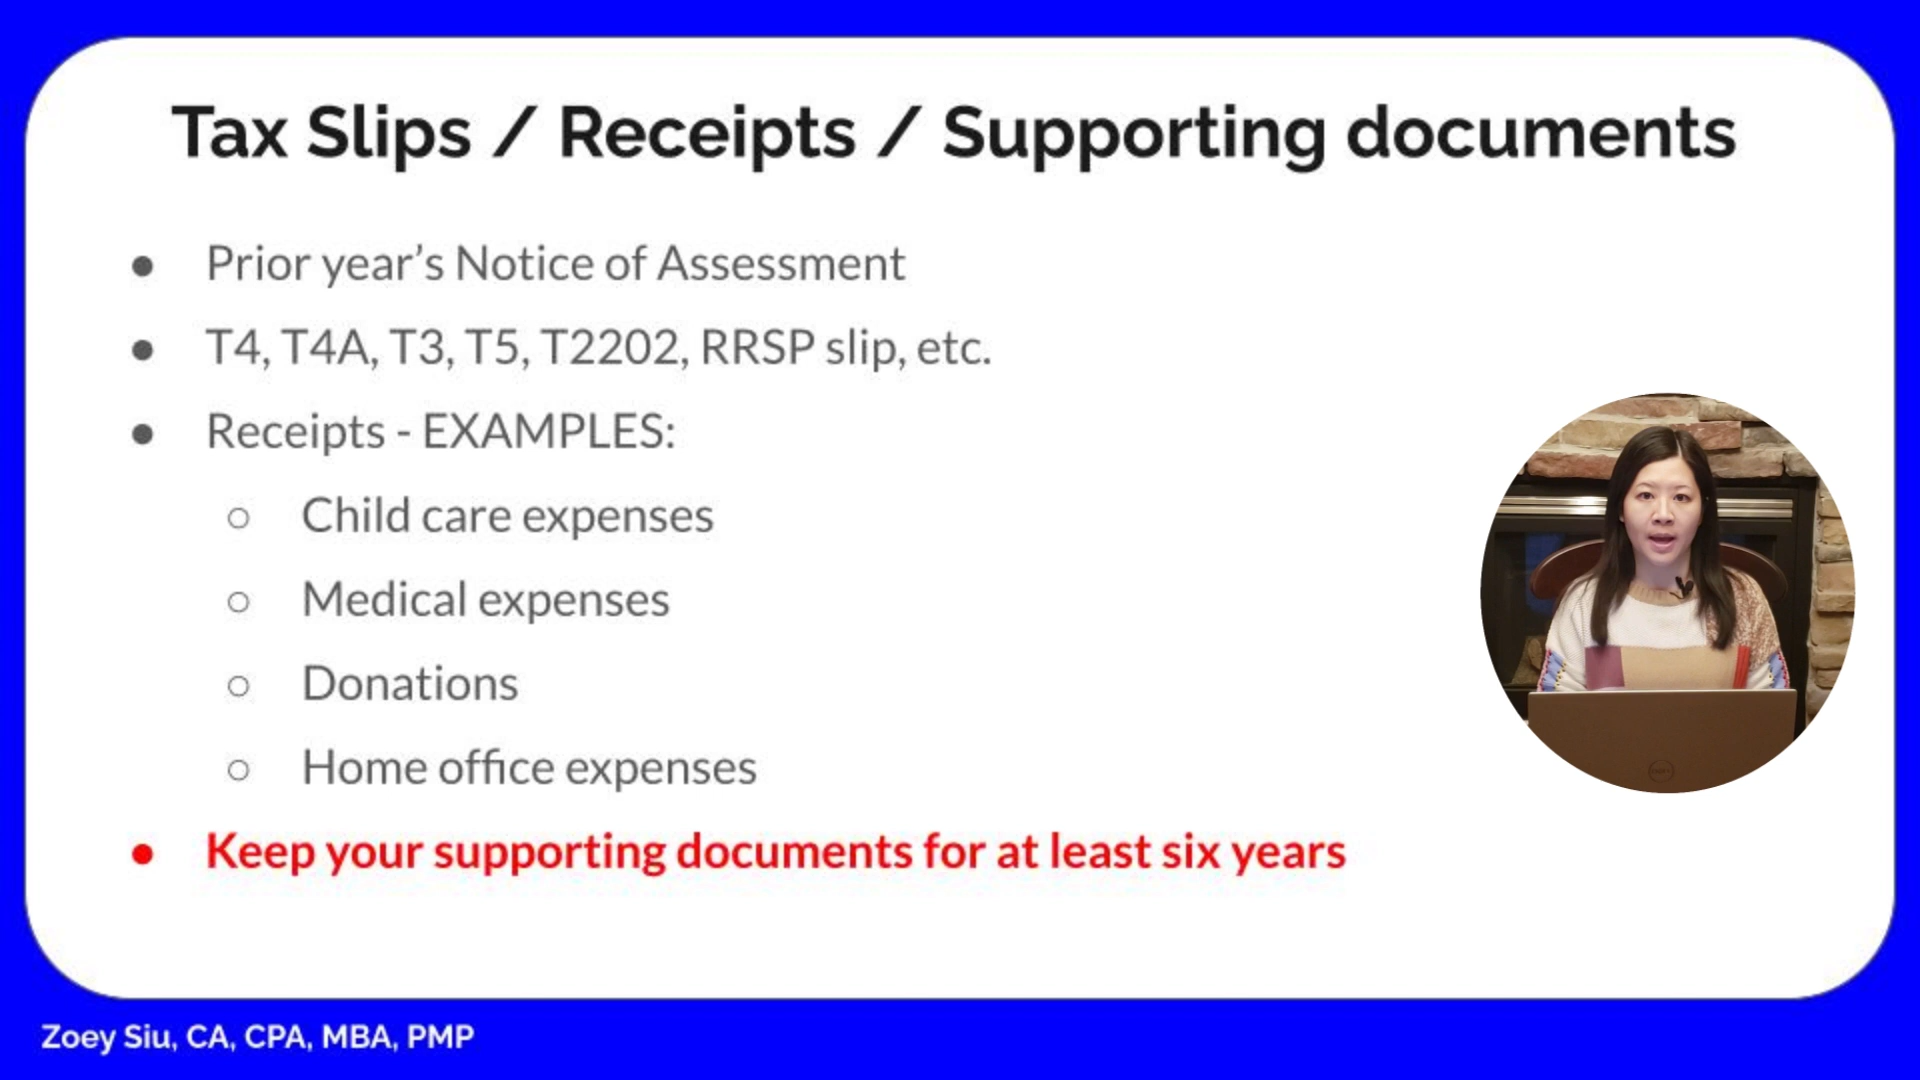 Tax Slips / Receipts / Supporting documents
● Prior year’s Notice of Assessment
● T4, T4A, T3, T5, T2202, RRSP slip, etc.
● Receipts - EXAMPLES:
○ Child care expenses
○ Medical expenses
○ Donations
○ Home office expenses
● Keep your supporting documents for at least six years
Zoey Siu, CA, CPA, MBA, PMP